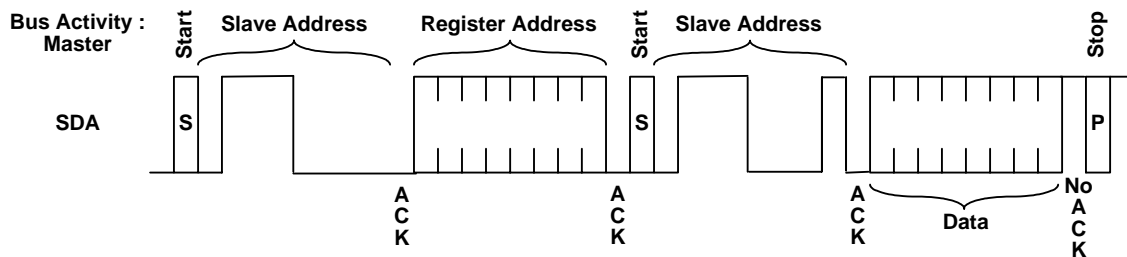 Bus Activity :
Master
Start
Slave Address
Register Address
Start
Slave Address
Stop
SDA
S
S
P
ACK
ACK
ACK
Data
No
ACK